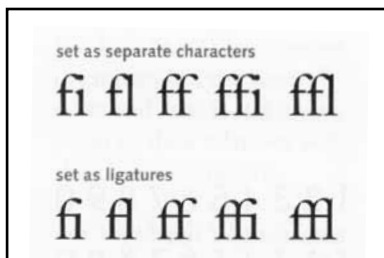 set as separate characters
fi fl ff ffi ffl
set as ligatures
ﬁ ﬂ ﬀ ﬃ ﬄ